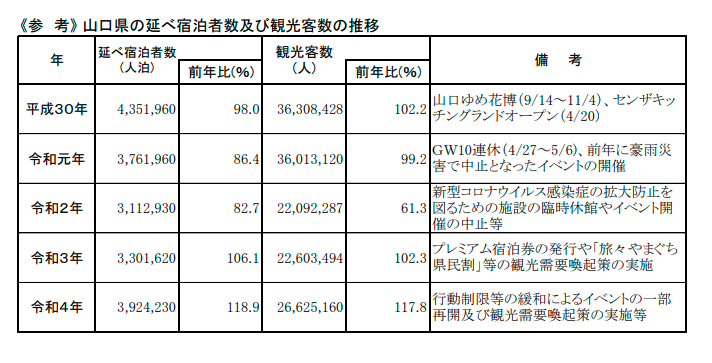 《参　考》 山口県の延べ宿泊者数及び観光客数の推移
年
延べ宿泊者数
（人泊）
前年比（%）
観光客数
（人）
前年比（%）
備　考
平成30年 4,351,960 98.0 36,308,428 102.2
山口ゆめ花博（9/14～11/4）、センザキッ
チングランドオープン（4/20）
令和元年 3,761,960 86.4 36,013,120 99.2
GW10連休（4/27～5/6）、前年に豪雨災
害で中止となったイベントの開催
令和２年 3,112,930 82.7 22,092,287 61.3
新型コロナウイルス感染症の拡大防止を
図るための施設の臨時休館やイベント開
催の中止等
令和３年 3,301,620 106.1 22,603,494 102.3
プレミアム宿泊券の発行や「旅々やまぐち
県民割」等の観光需要喚起策の実施
令和４年 3,924,230 118.9 26,625,160 117.8
行動制限等の緩和によるイベントの一部
再開及び観光需要喚起策の実施等